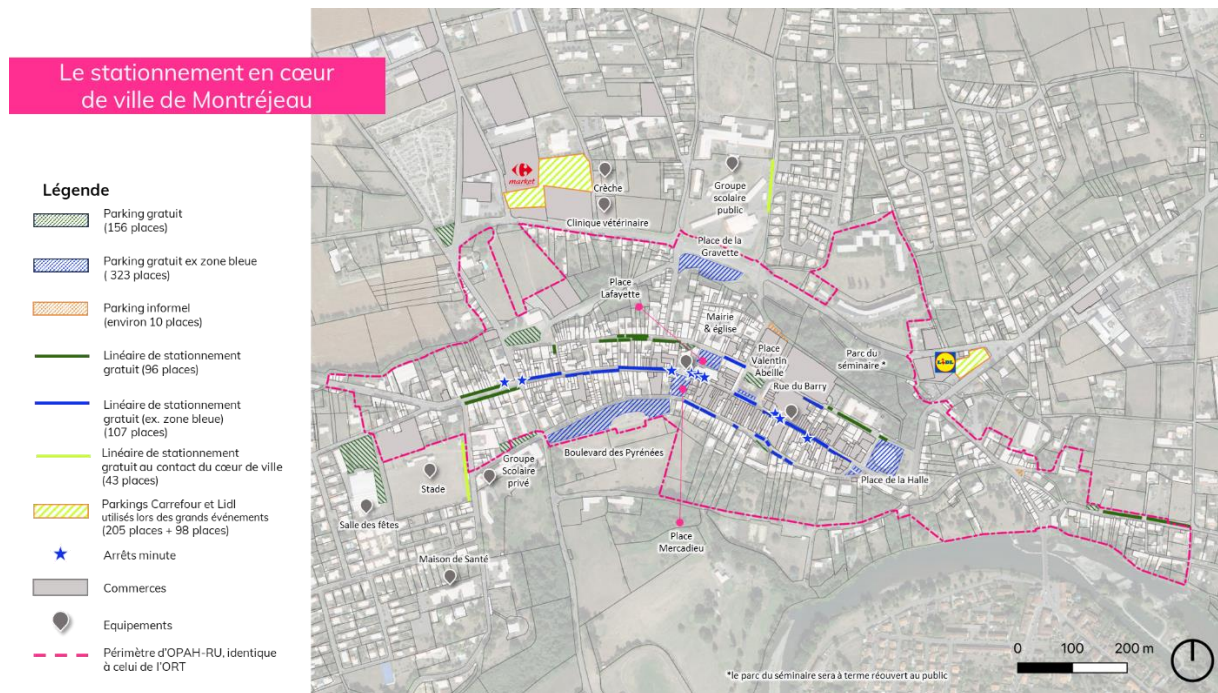 Le stationnement en cœur
de ville de Montréjeau
Légende
Parking gratuit
(156 places)
Parking gratuit ex zone bleue
( 323 places)
Parking informel
(environ 10 places)
Linéaire de stationnement
gratuit (96 places)
Linéaire de stationnement
gratuit (ex. zone bleue)
(107 places)
Linéaire de stationnement
gratuit au contact du cœur de ville
(43 places)
Parkings Carrefour et Lidl
utilisés lors des grands événements
(205 places + 98 places)
Arrêts minute
Commerces
Equipements
Périmètre d'OPAH-RU, identique
à celui de l'ORT
market
Crèche
Clinique vétérinaire
Groupe
scolaire
public
Place de la
Gravette
Place
Lafayette
Mairie
& église
Place
Valentin
Abeille
Parc du
séminaire *
LIDL
Rue du Barry
Boulevard des Pyrénées
Groupe
Scolaire
privé
Stade
Salle des fêtes
Place de la Halle
Place
Mercadieu
Maison de Santé
0 100 200 m
*le parc du séminaire sera à terme réouvert au public